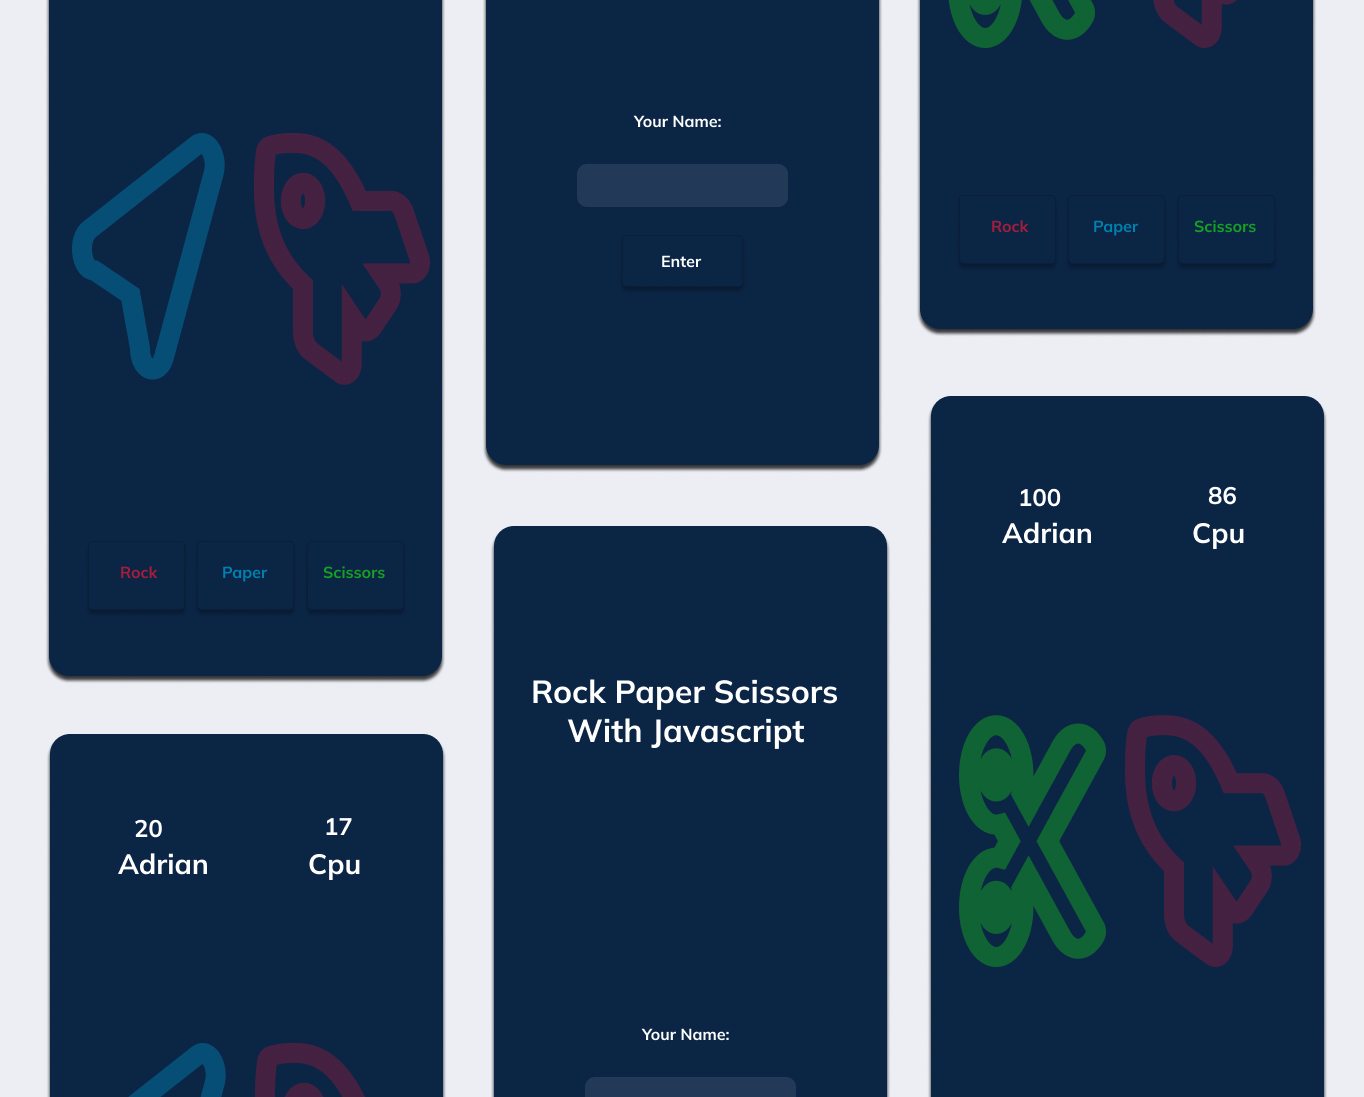 Rock
Paper
Scissors
20
17
Adrian
Cpu
Your Name:
Enter
Rock Paper Scissors
With Javascript
Your Name:
Rock
Paper
Scissors
100
86
Adrian
Cpu